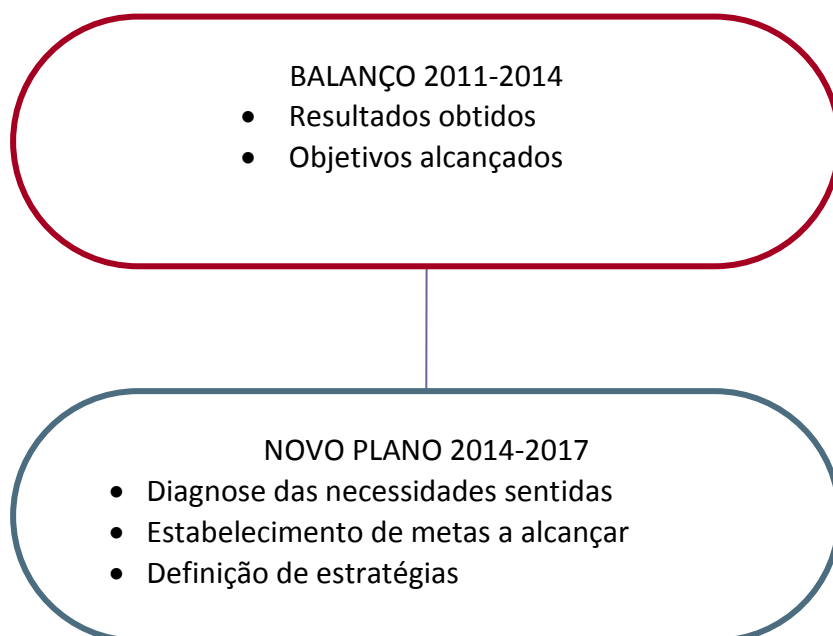 BALANÇO 2011-2014
• Resultados obtidos
• Objetivos alcançados
NOVO PLANO 2014-2017
• Diagnose das necessidades sentidas
• Estabelecimento de metas a alcançar
• Definição de estratégias